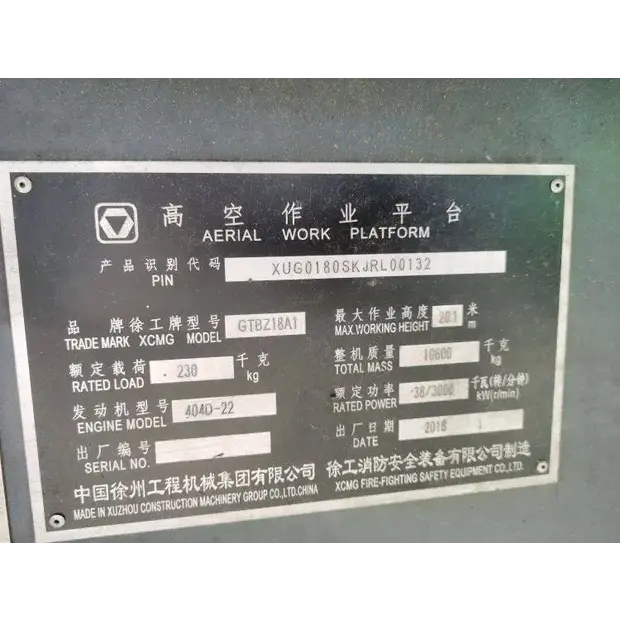 高空作业平台
AERIAL WORK PLATFORM
产品识别代码 XUG0180SKJRL00132
PIN
品牌徐工牌型号 GTBZ18A1 最大作业高度 20.1 米
TRADE MARK XCMG MODEL MAX.WORKING HEIGHT m
额定载荷 230 千克 整机质量 10600 千克
RATED LOAD kg TOTAL MASS kg
发动机型号 404D-22 额定功率 38/3000 千瓦(转/分钟)
ENGINE MODEL RATED POWER kW(r/min)
出厂编号 出厂日期 2018
SERIAL NO. DATE
中国徐州工程机械集团有限公司 徐工消防安全装备有限公司制造
MADE IN XUZHOU CONSTRUCTION MACHINERY GROUP CO.,LTD.CHINA XCMG FIRE-FIGHTING SAFETY EQUIPMENT CO.,LTD.